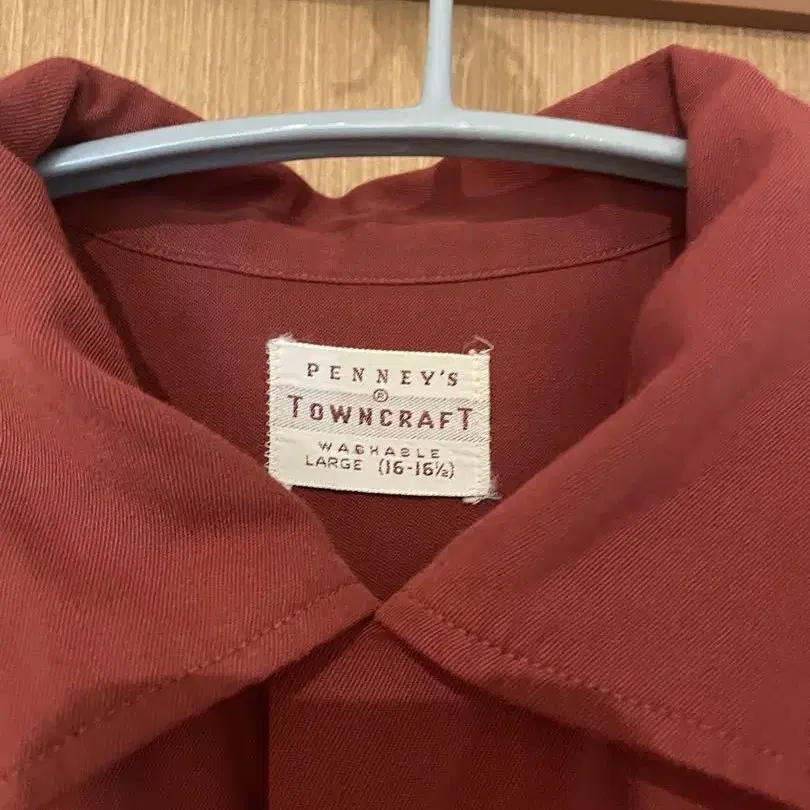 PENNEY'S
®
TOWNCRAFT
WASHABLE
LARGE (16-16½)